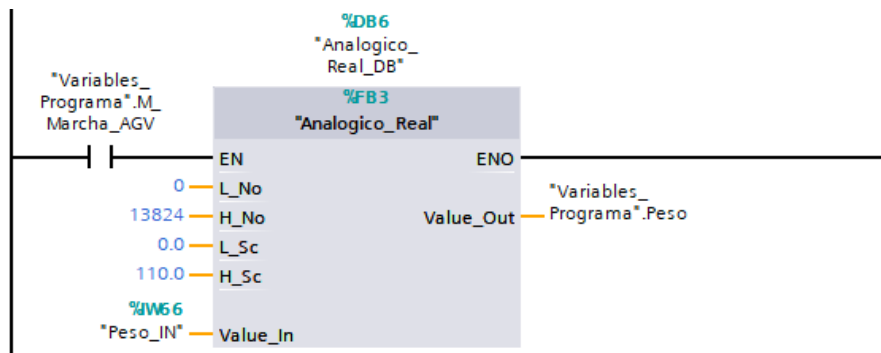 %DB6
"Analogico_
Real_DB"
"Variables_
Programa".M_
Marcha_AGV
%FB3
"Analogico_Real"
EN
ENO
0
L_No
13824
H_No
0.0
L_Sc
110.0
H_Sc
Value_Out
"Variables_
Programa".Peso
%IW66
"Peso_IN"
Value_In